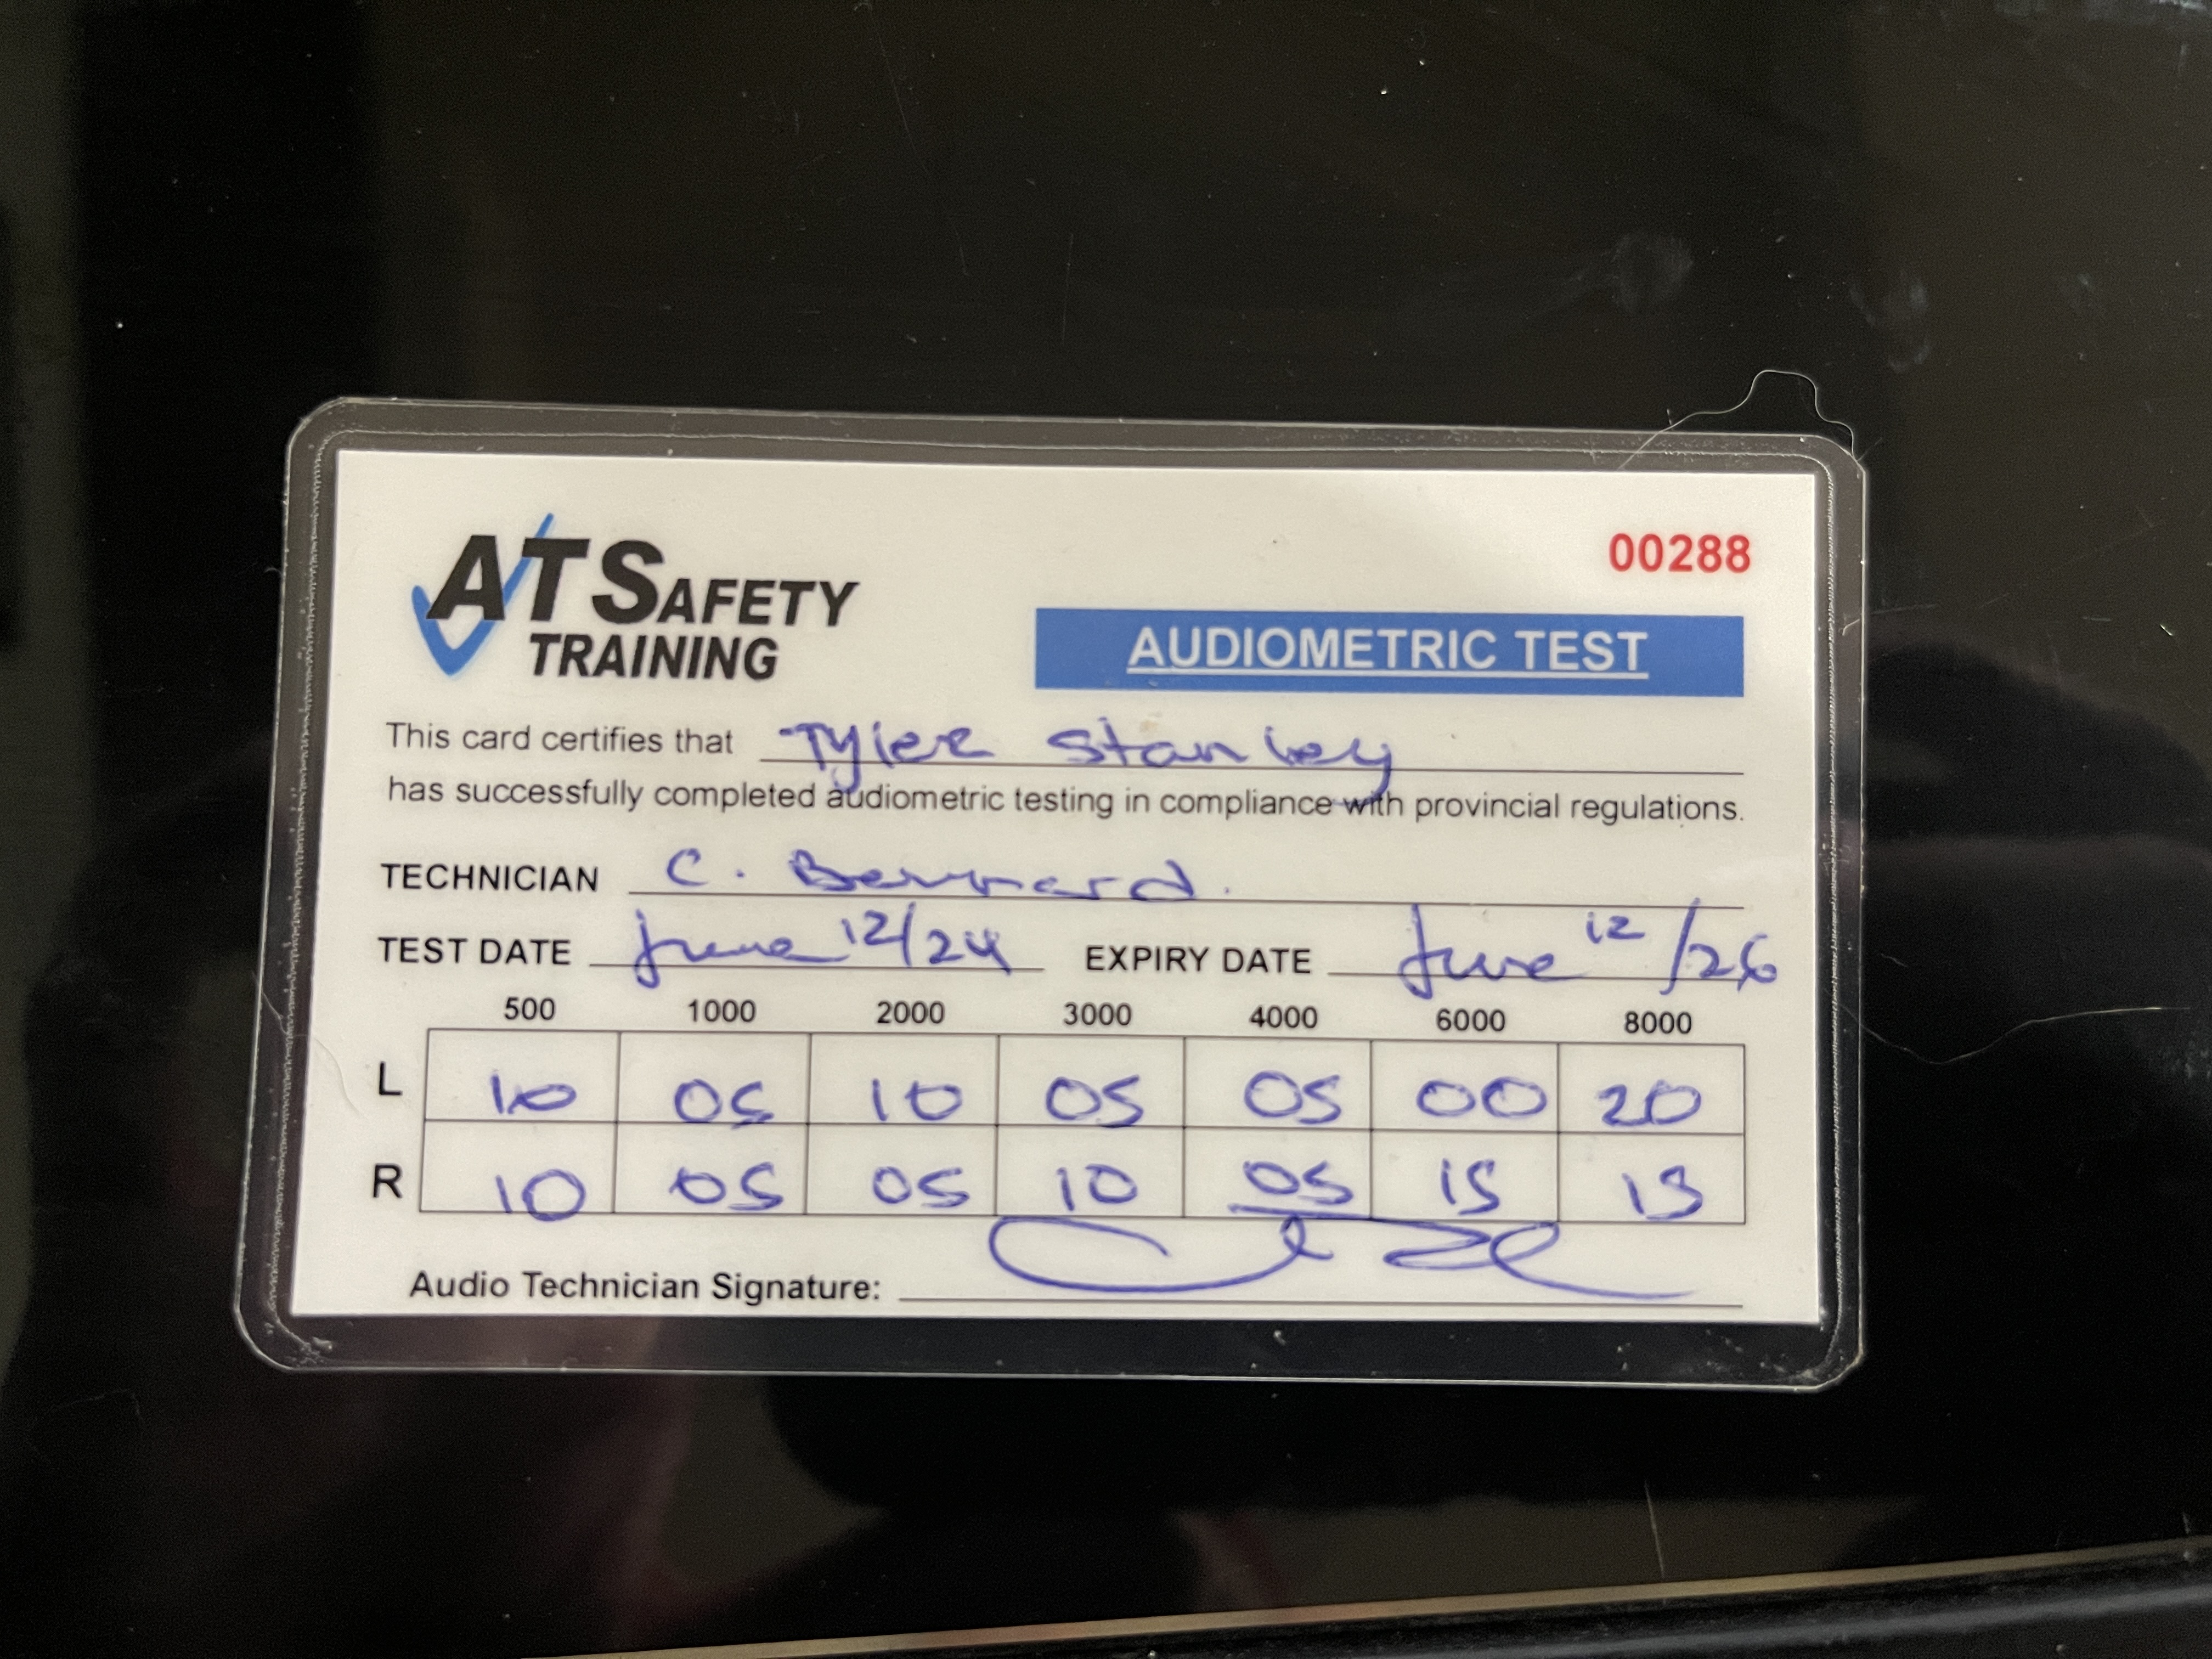 ATSAFETY
TRAINING
00288
AUDIOMETRIC TEST
This card certifies that Tyler Stanley
has successfully completed audiometric testing in compliance with provincial regulations.
TECHNICIAN C. Bernard.
TEST DATE June 12/24 EXPIRY DATE June 12/26
500 1000 2000 3000 4000 6000 8000
L 10 05 10 05 05 00 20
R 10 05 05 10 05 15 15
Audio Technician Signature: